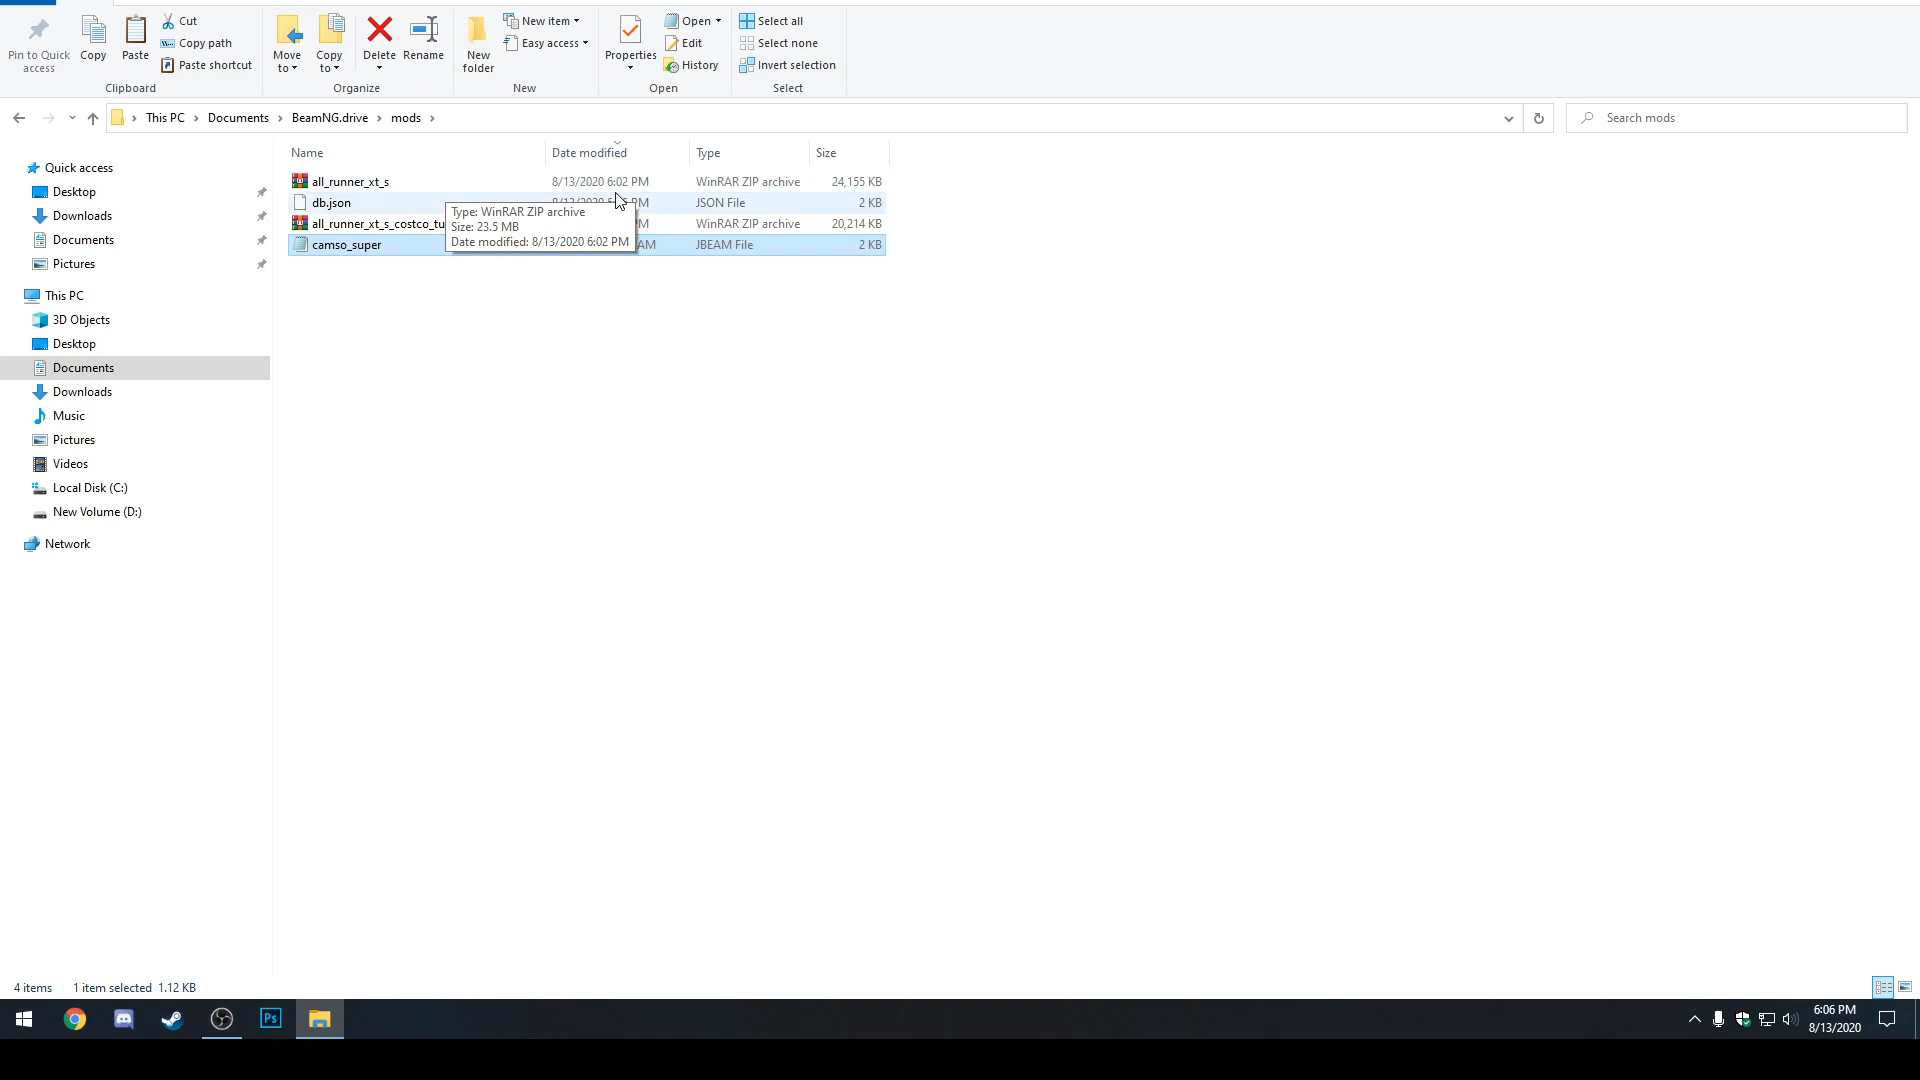 Pin to Quick access
Copy
Paste
Cut
Copy path
Paste shortcut
Clipboard
Move to
Copy to
Delete
Rename
Organize
New folder
New item
Easy access
New
Properties
Open
Edit
History
Open
Select all
Select none
Invert selection
Select
This PC > Documents > BeamNG.drive > mods >
Search mods
Quick access
Desktop
Downloads
Documents
Pictures
This PC
3D Objects
Desktop
Documents
Downloads
Music
Pictures
Videos
Local Disk (C:)
New Volume (D:)
Network
Name Date modified Type Size
all_runner_xt_s 8/13/2020 6:02 PM WinRAR ZIP archive 24,155 KB
db.json PM JSON File 2 KB
all_runner_xt_s_costco_tu PM WinRAR ZIP archive 20,214 KB
camso_super AM JBEAM File 2 KB
Type: WinRAR ZIP archive
Size: 23.5 MB
Date modified: 8/13/2020 6:02 PM
4 items 1 item selected 1.12 KB
Ps
6:06 PM
8/13/2020